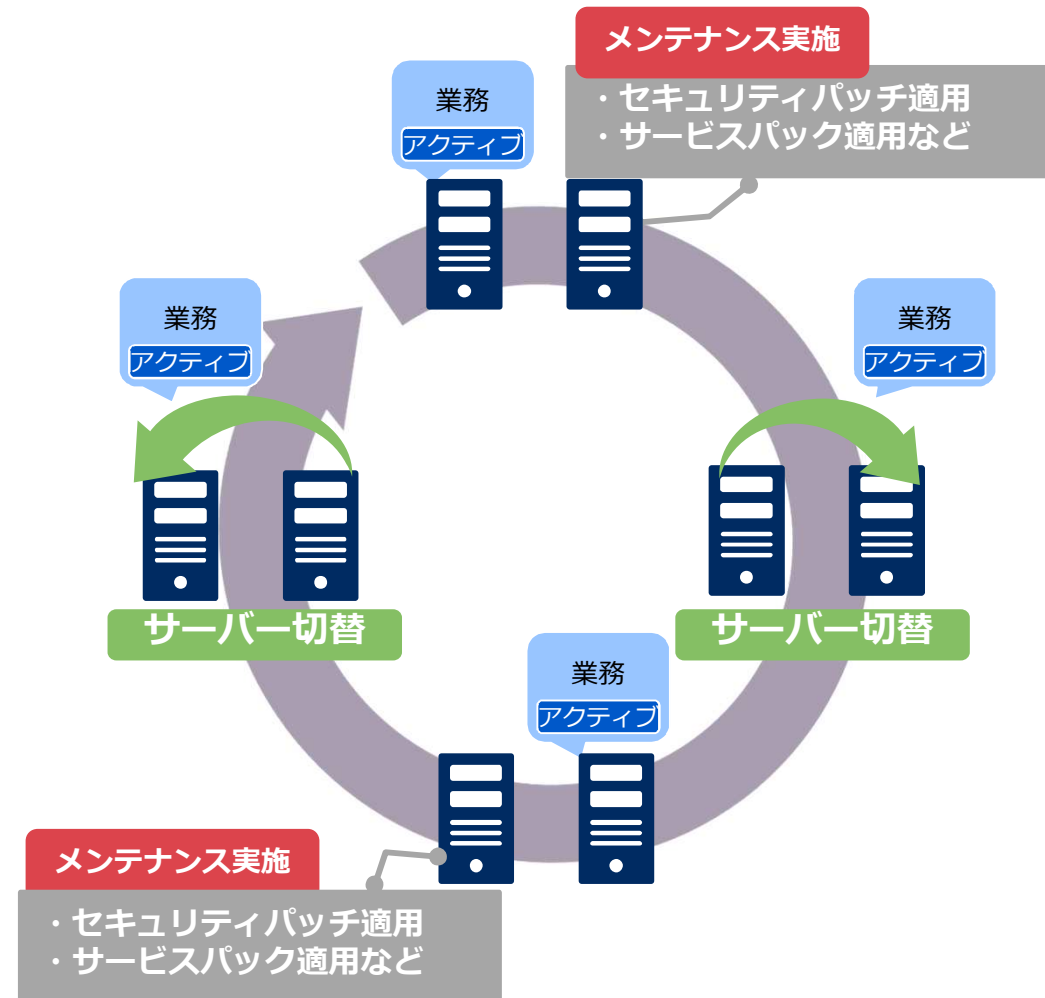 メンテナンス実施
・セキュリティパッチ適用
・サービスパック適用など
業務
アクティブ
業務
アクティブ
業務
アクティブ
サーバー切替
サーバー切替
業務
アクティブ
メンテナンス実施
・セキュリティパッチ適用
・サービスパック適用など